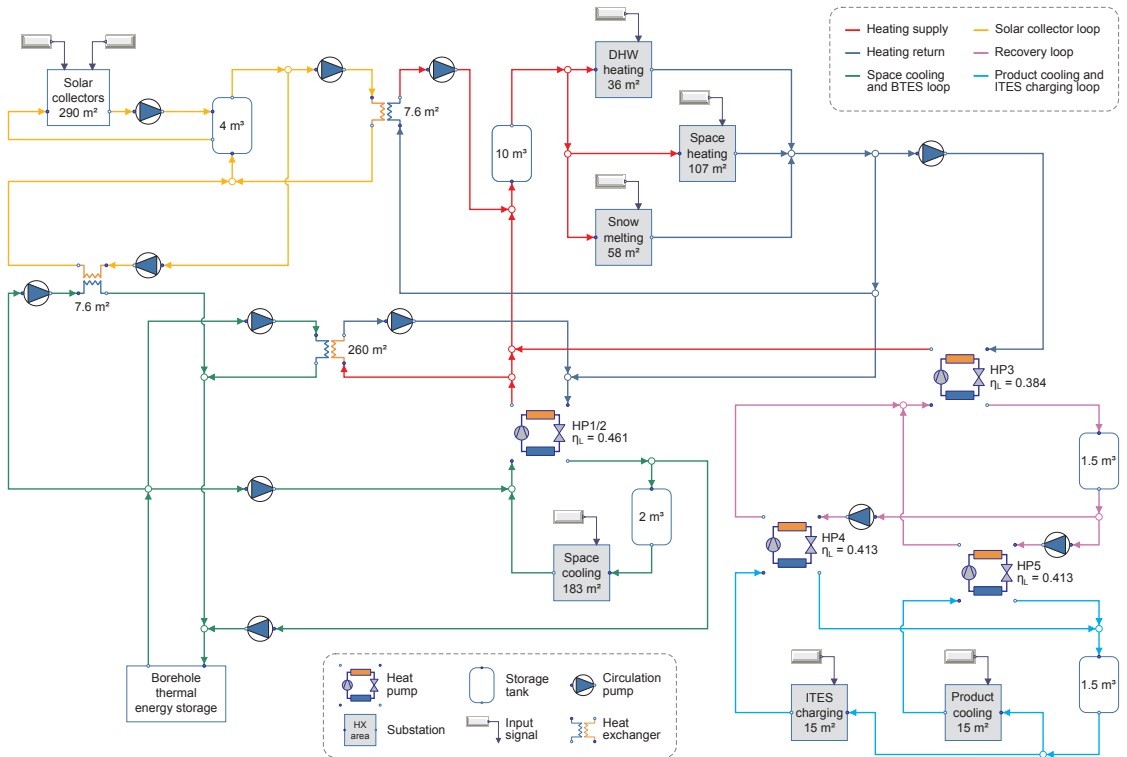 Solar
collectors
290 m²
4 m³
7.6 m²
10 m³
DHW
heating
36 m²
Space
heating
107 m²
Snow
melting
58 m²
Heating supply
Heating return
Space cooling
and BTES loop
Solar collector loop
Recovery loop
Product cooling and
ITES charging loop
7.6 m²
260 m²
HP1/2
ηL = 0.461
HP3
ηL = 0.384
1.5 m³
2 m³
Space
cooling
183 m²
HP4
ηL = 0.413
HP5
ηL = 0.413
Borehole
thermal
energy storage
ITES
charging
15 m²
Product
cooling
15 m²
1.5 m³
Heat
pump
Storage
tank
Circulation
pump
HX
area
Substation
Input
signal
Heat
exchanger